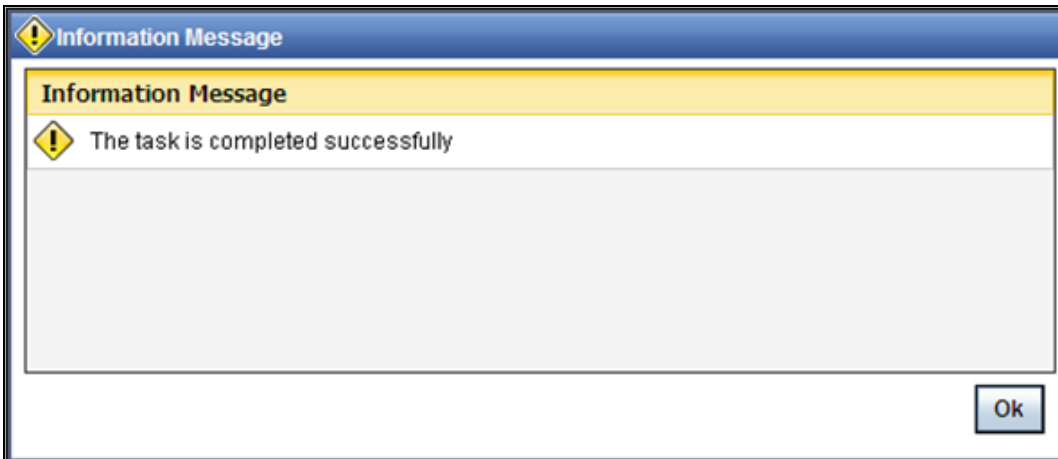 Information Message
Information Message
The task is completed successfully
Ok